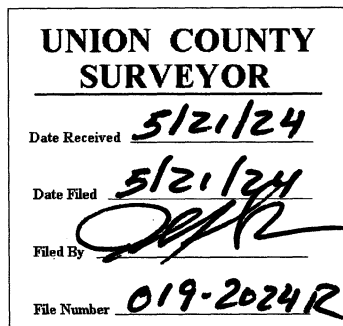 UNION COUNTY
SURVEYOR
Date Received 5/21/24
Date Filed 5/21/24
Filed By
File Number 019-2024R